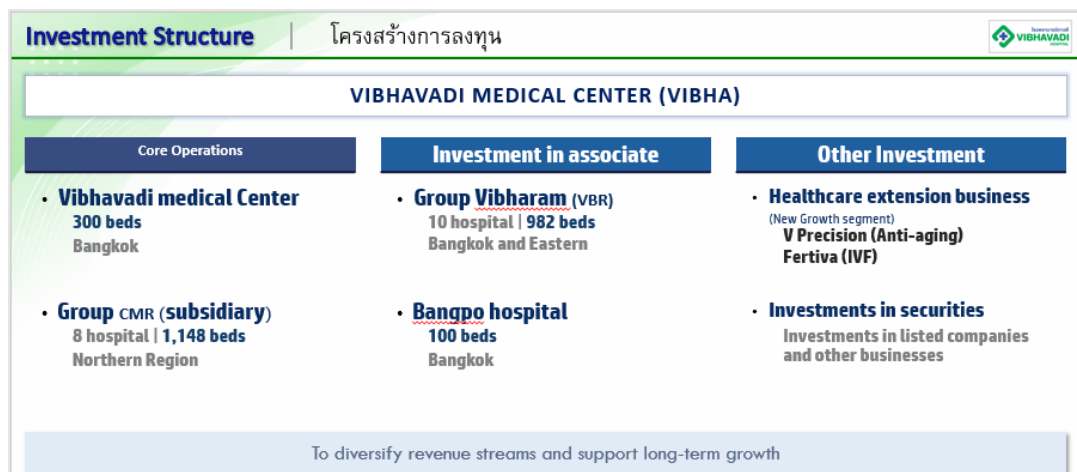 Investment Structure | โครงสร้างการลงทุน
VIBHAVADI
HOSPITAL
VIBHAVADI MEDICAL CENTER (VIBHA)
Core Operations
• Vibhavadi medical Center
300 beds
Bangkok
• Group CMR (subsidiary)
8 hospital | 1,148 beds
Northern Region
Investment in associate
• Group Vibharam (VBR)
10 hospital | 982 beds
Bangkok and Eastern
• Bangpo hospital
100 beds
Bangkok
Other Investment
• Healthcare extension business
(New Growth segment)
V Precision (Anti-aging)
Fertiva (IVF)
• Investments in securities
Investments in listed companies
and other businesses
To diversify revenue streams and support long-term growth